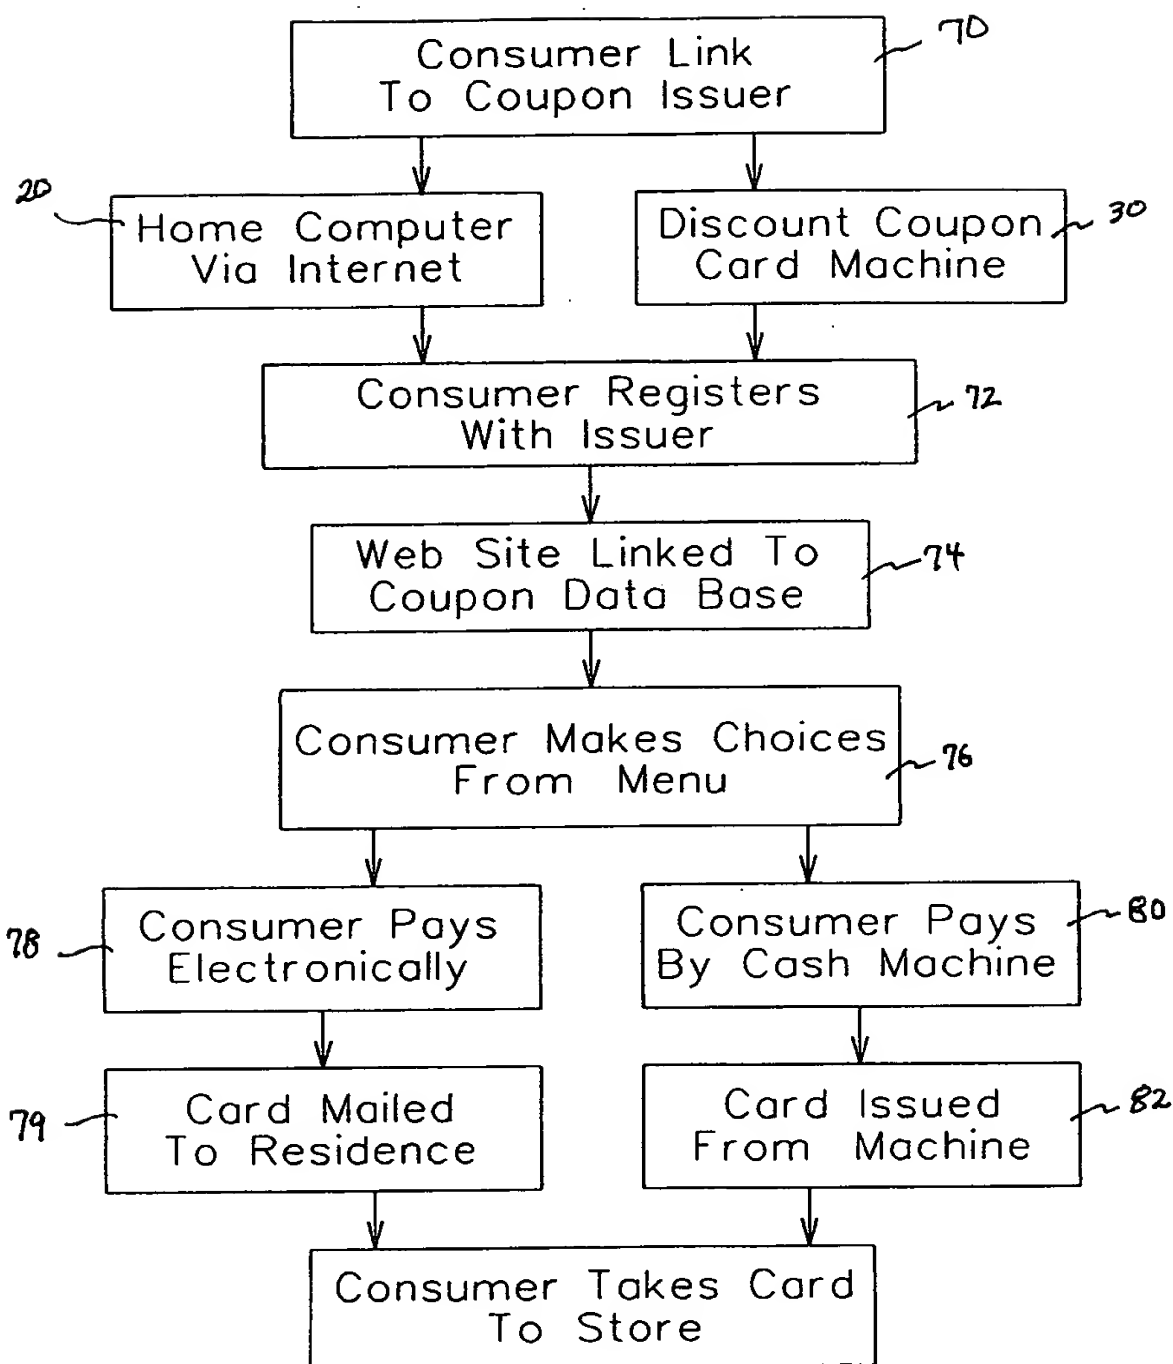 Consumer Link
To Coupon Issuer
70
20
Home Computer
Via Internet
Discount Coupon
Card Machine
30
Consumer Registers
With Issuer
72
Web Site Linked To
Coupon Data Base
74
Consumer Makes Choices
From Menu
76
78
Consumer Pays
Electronically
Consumer Pays
By Cash Machine
80
79
Card Mailed
To Residence
Card Issued
From Machine
82
Consumer Takes Card
To Store